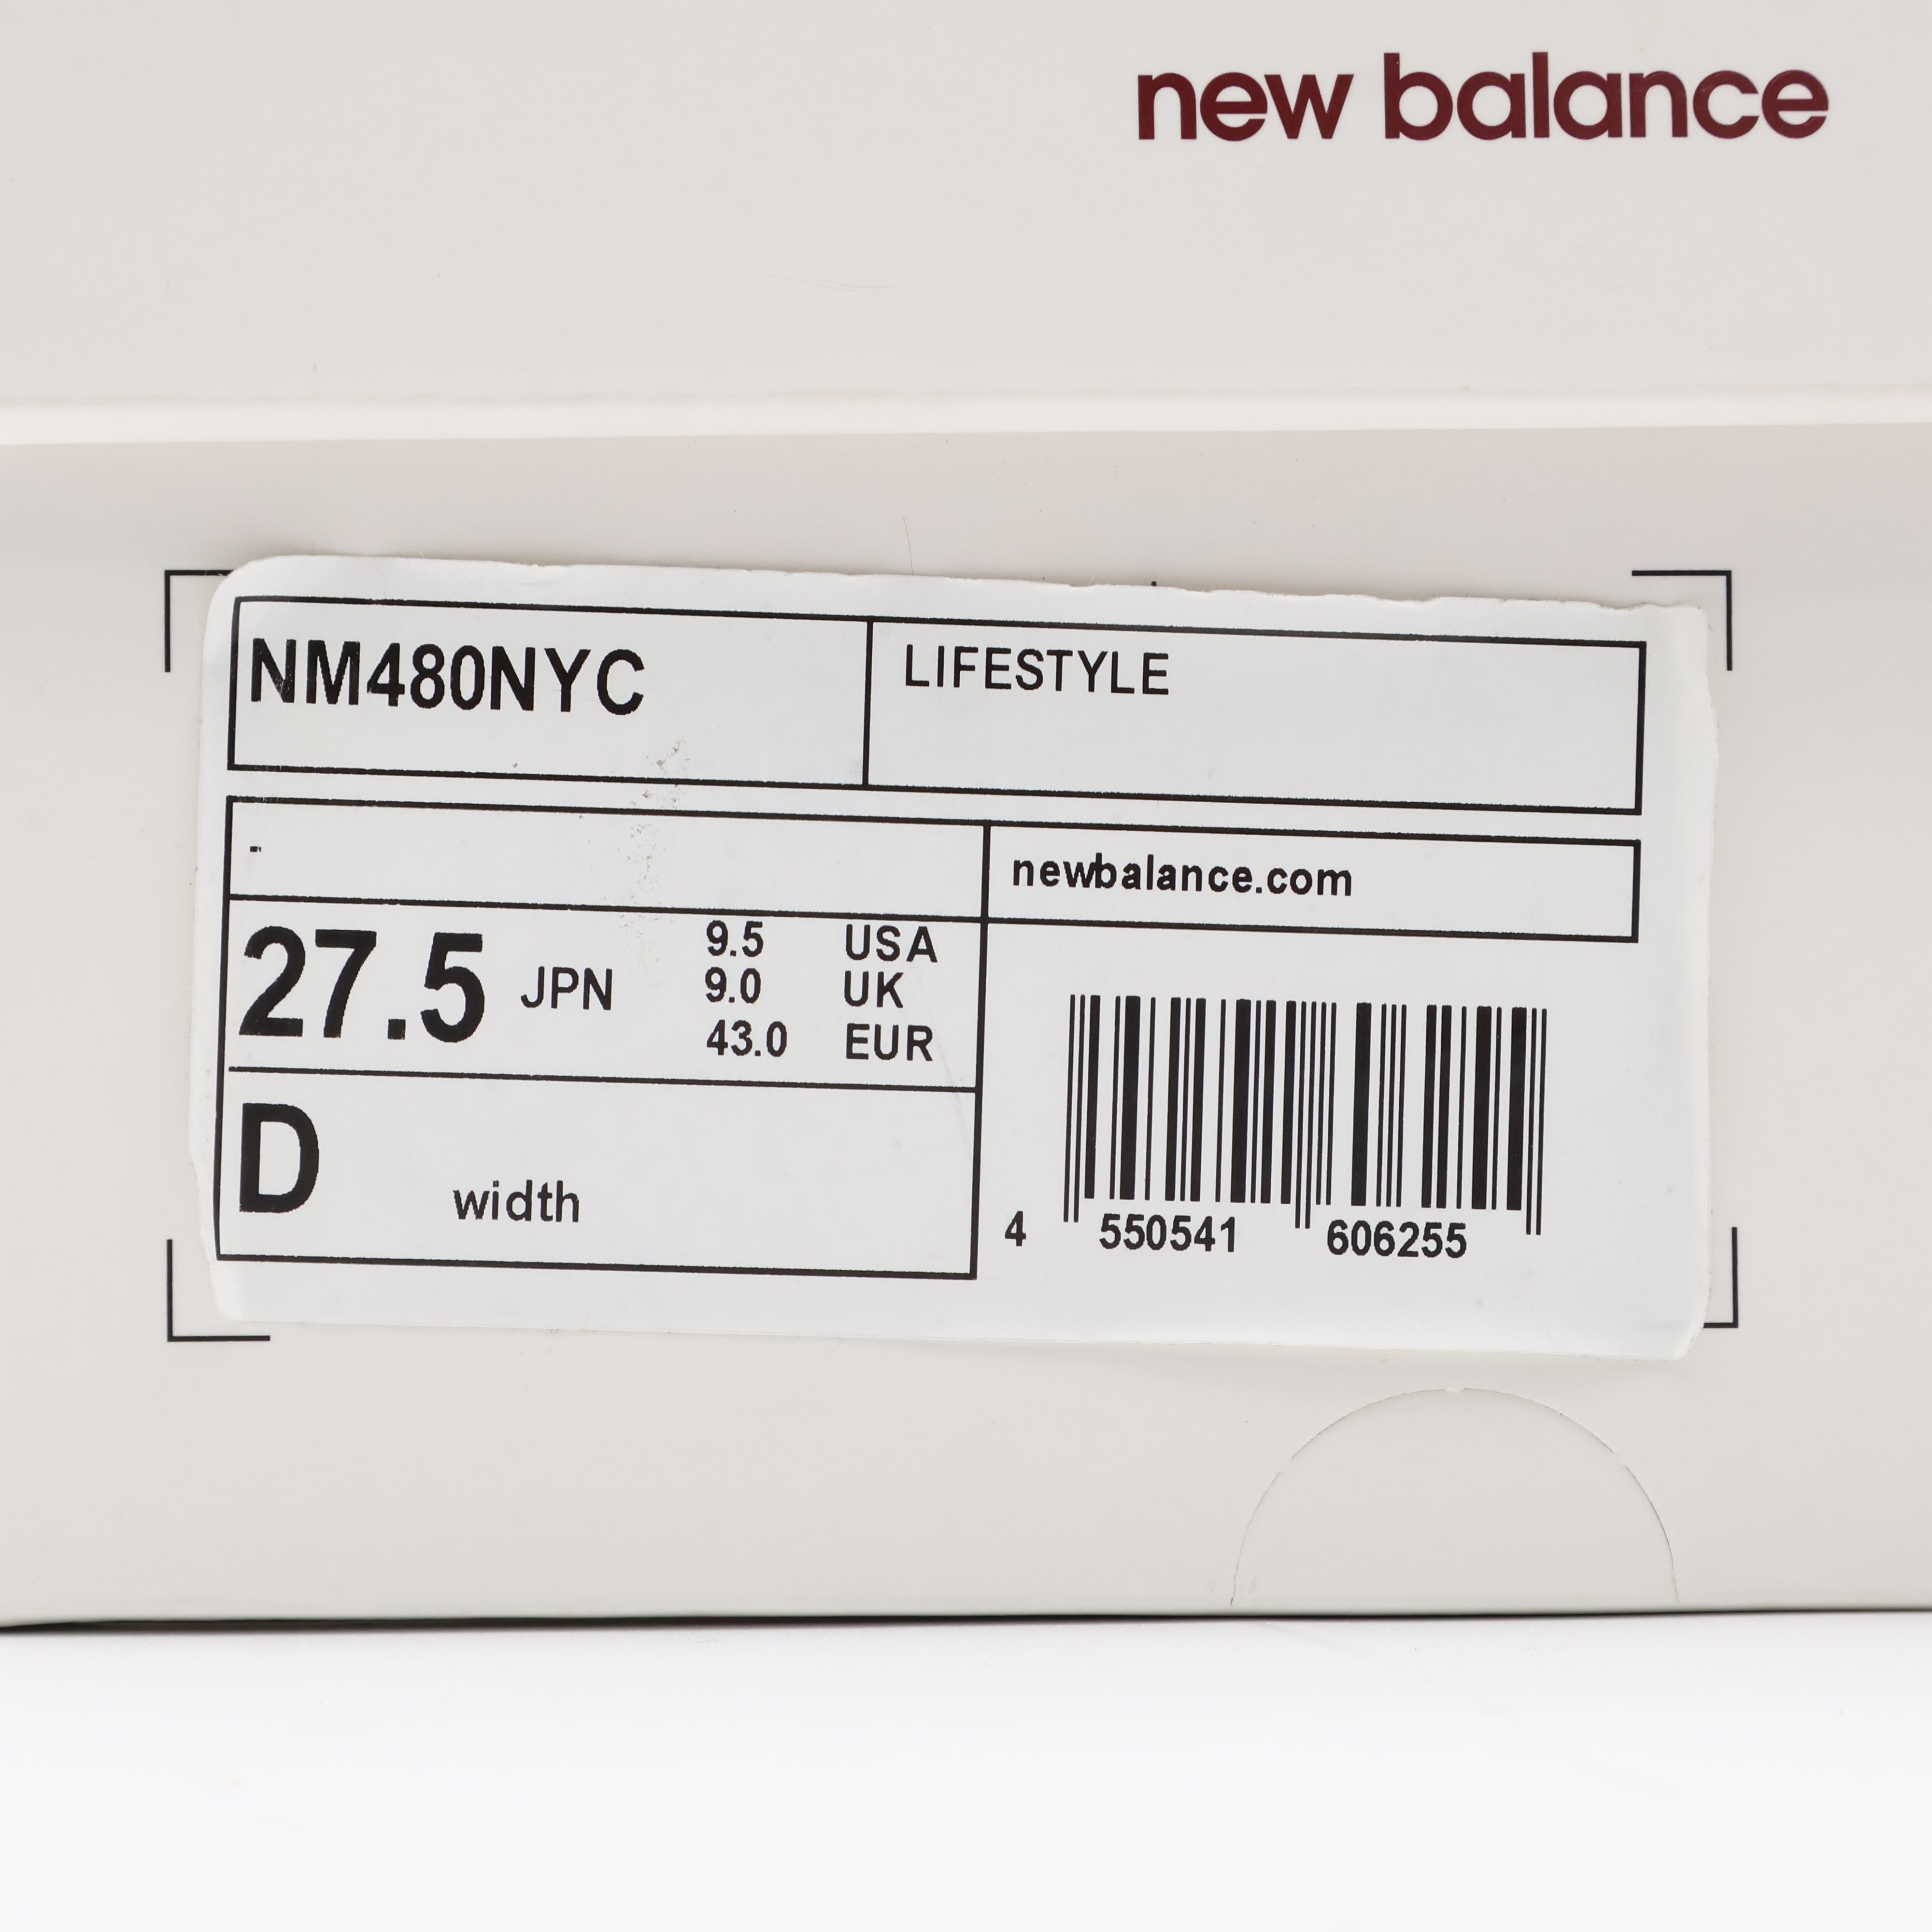 new balance
NM480NYC
LIFESTYLE
-
newbalance.com
27.5 JPN
9.5 USA
9.0 UK
43.0 EUR
D width
4 550541 606255